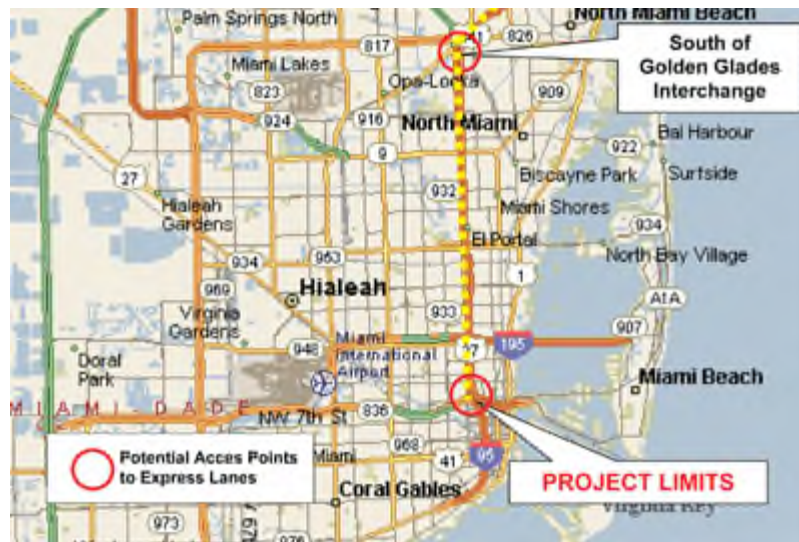 Palm Springs North
North Miami Beach
817
826
South of
Golden Glades
Interchange
Miami Lakes
Opa-Locka
823
909
924
916
North Miami
922
Bal Harbour
9
27
Biscayne Park
Surfside
932
Hialeah
Gardens
Miami Shores
934
El Portal
North Bay Village
953
934
1
969
Hialeah
A1A
Virginia
Gardens
933
907
Miami
International
Airport
948
195
Doral
Park
Miami Beach
MIAMI-DADE
NW 7th St
836
Potential Acces Points
to Express Lanes
Miami
968
41
95
PROJECT LIMITS
Coral Gables
Virginia Key
973
976